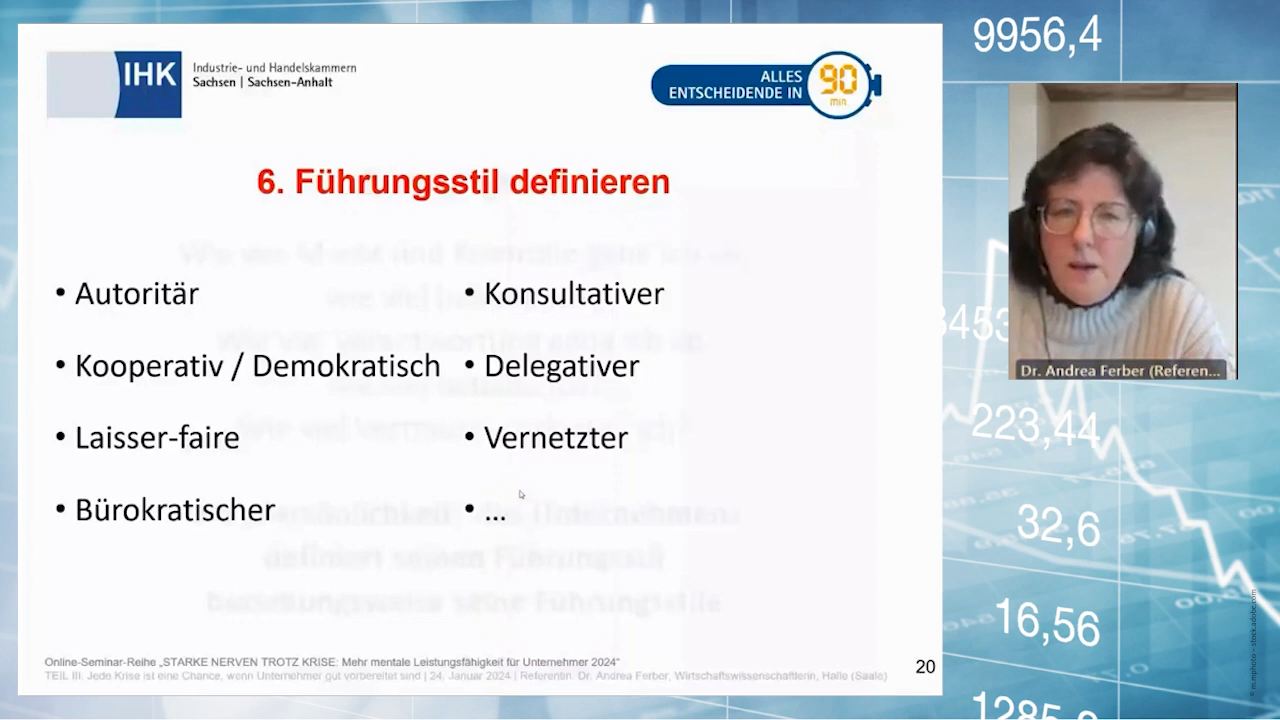 IHK
Industrie- und Handelskammern
Sachsen | Sachsen-Anhalt
ALLES
ENTSCHEIDENDE IN
90
min
6. Führungsstil definieren
• Autoritär
• Kooperativ / Demokratisch
• Laisser-faire
• Bürokratischer
• Konsultativer
• Delegativer
• Vernetzter
• ...
Online-Seminar-Reihe „STARKE NERVEN TROTZ KRISE: Mehr mentale Leistungsfähigkeit für Unternehmer 2024“
TEIL III. Jede Krise ist eine Chance, wenn Unternehmer gut vorbereitet sind | 24. Januar 2024 | Referentin: Dr. Andrea Ferber, Wirtschaftswissenschaftlerin, Halle (Saale)
20
9956,4
Dr. Andrea Ferber (Referen...
223,44
32,6
16,56